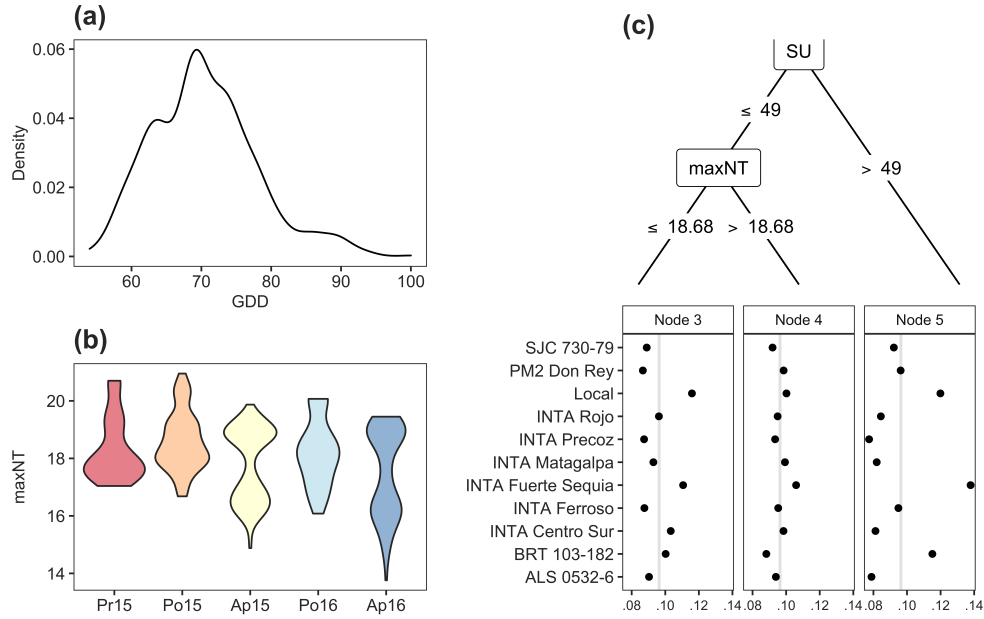 (a)
0.06
0.04
0.02
0.00
Density
60 70 80 90 100
GDD
(b)
20
18
16
14
maxNT
Pr15 Po15 Ap15 Po16 Ap16
(c)
SU
≤ 49
> 49
maxNT
≤ 18.68 > 18.68
Node 3 Node 4 Node 5
SJC 730-79
PM2 Don Rey
Local
INTA Rojo
INTA Precoz
INTA Matagalpa
INTA Fuerte Sequia
INTA Ferroso
INTA Centro Sur
BRT 103-182
ALS 0532-6
.08 .10 .12 .14 .08 .10 .12 .14 .08 .10 .12 .14